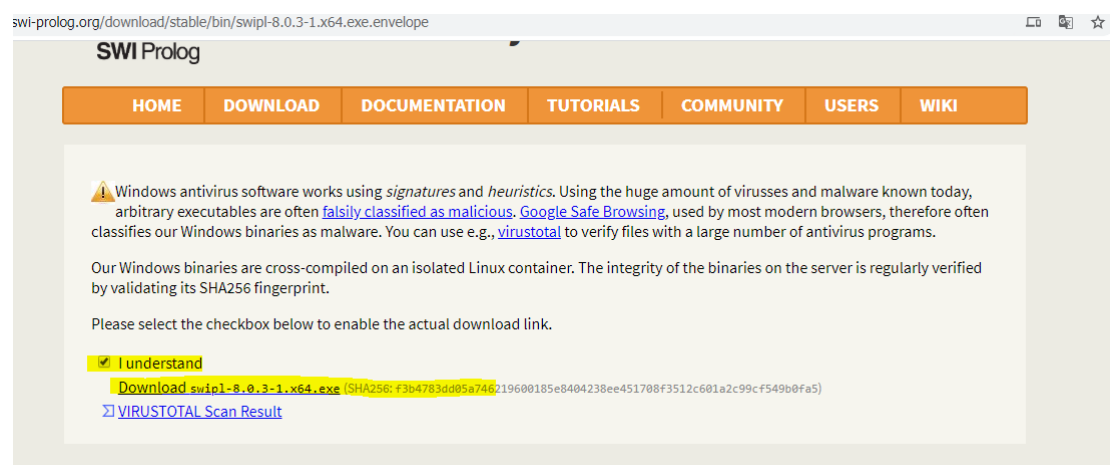 swi-prolog.org/download/stable/bin/swipl-8.0.3-1.x64.exe.envelope
SWI Prolog
HOME DOWNLOAD DOCUMENTATION TUTORIALS COMMUNITY USERS WIKI
Windows antivirus software works using signatures and heuristics. Using the huge amount of virusses and malware known today,
arbitrary executables are often falsily classified as malicious. Google Safe Browsing, used by most modern browsers, therefore often
classifies our Windows binaries as malware. You can use e.g., virustotal to verify files with a large number of antivirus programs.
Our Windows binaries are cross-compiled on an isolated Linux container. The integrity of the binaries on the server is regularly verified
by validating its SHA256 fingerprint.
Please select the checkbox below to enable the actual download link.
I understand
Download swipl-8.0.3-1.x64.exe (SHA256: f3b4783dd05a746219600185e8404238ee451708f3512c601a2c99cf549b0fa5)
VIRUSTOTAL Scan Result